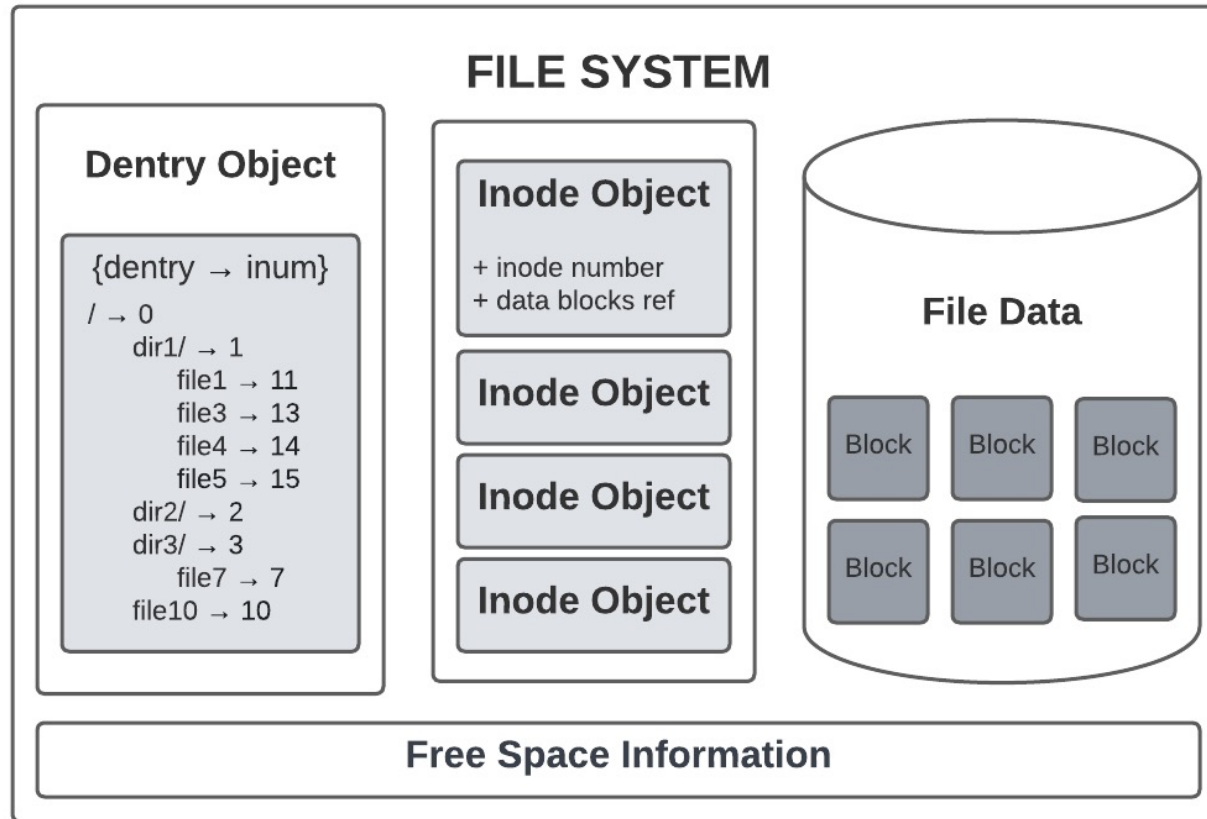 FILE SYSTEM
Dentry Object
{dentry → inum}
/ → 0
dir1/ → 1
file1 → 11
file3 → 13
file4 → 14
file5 → 15
dir2/ → 2
dir3/ → 3
file7 → 7
file10 → 10
Inode Object
+ inode number
+ data blocks ref
Inode Object
Inode Object
Inode Object
File Data
Block Block Block
Block Block Block
Free Space Information